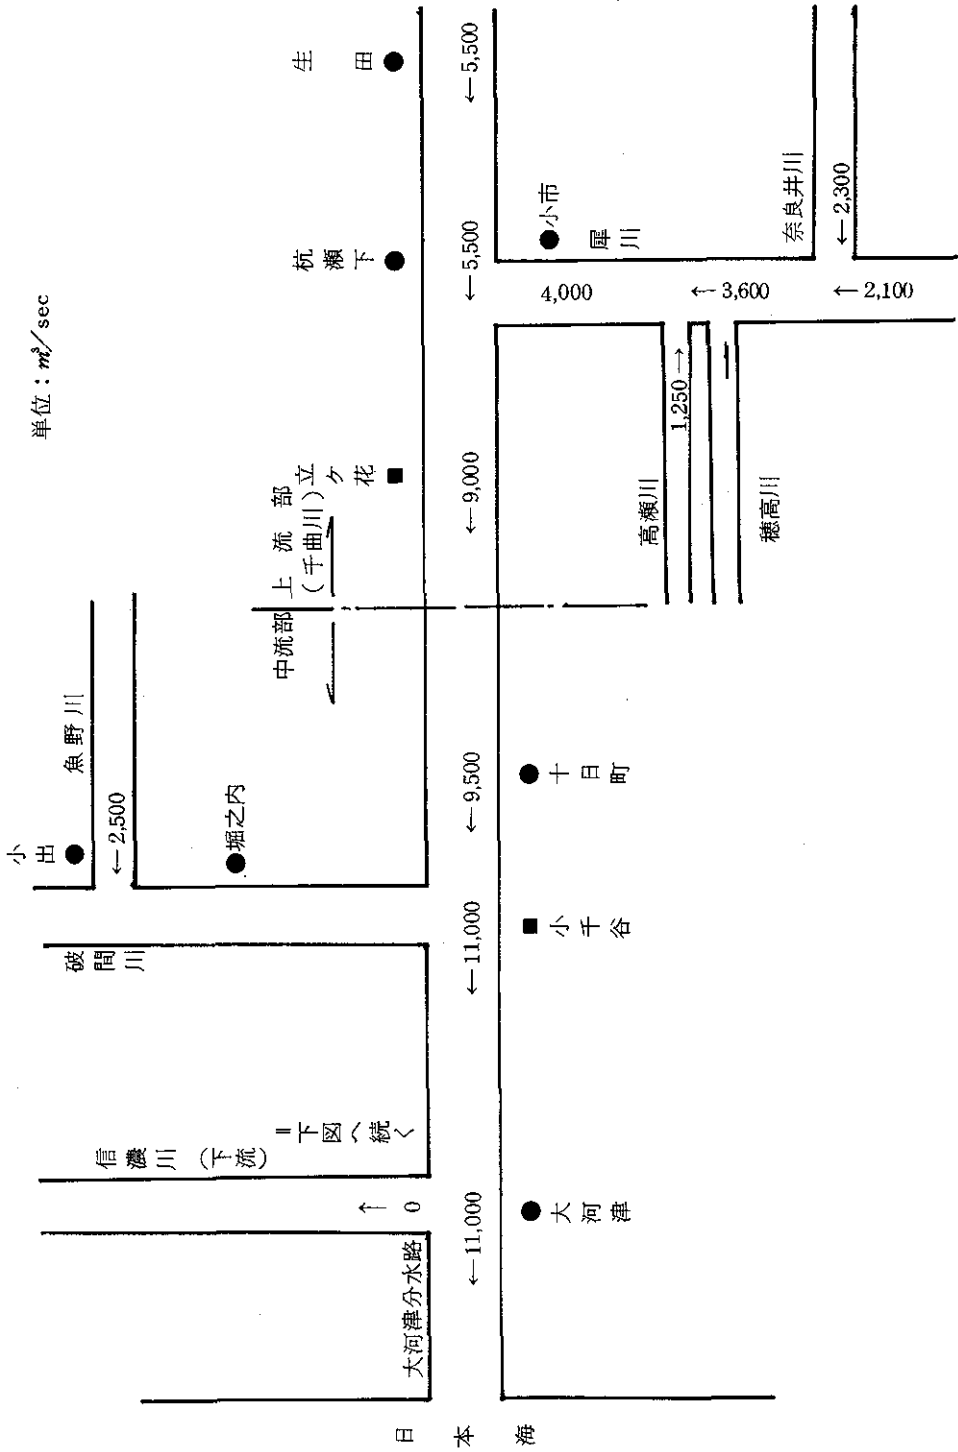 単位：m³/sec
生田
杭瀬下
立ケ花
上流部
(千曲川)
中流部
←5,500
←5,500
←9,000
←9,500
←11,000
←11,000
小市
犀川
奈良井川
←2,300
4,000
←3,600
←2,100
1,250→
高瀬川
穂高川
魚野川
←2,500
小出
堀之内
破間川
十日町
小千谷
信濃川（下流）
＝下図へ続く
↑
0
大河津
大河津分水路
日本海